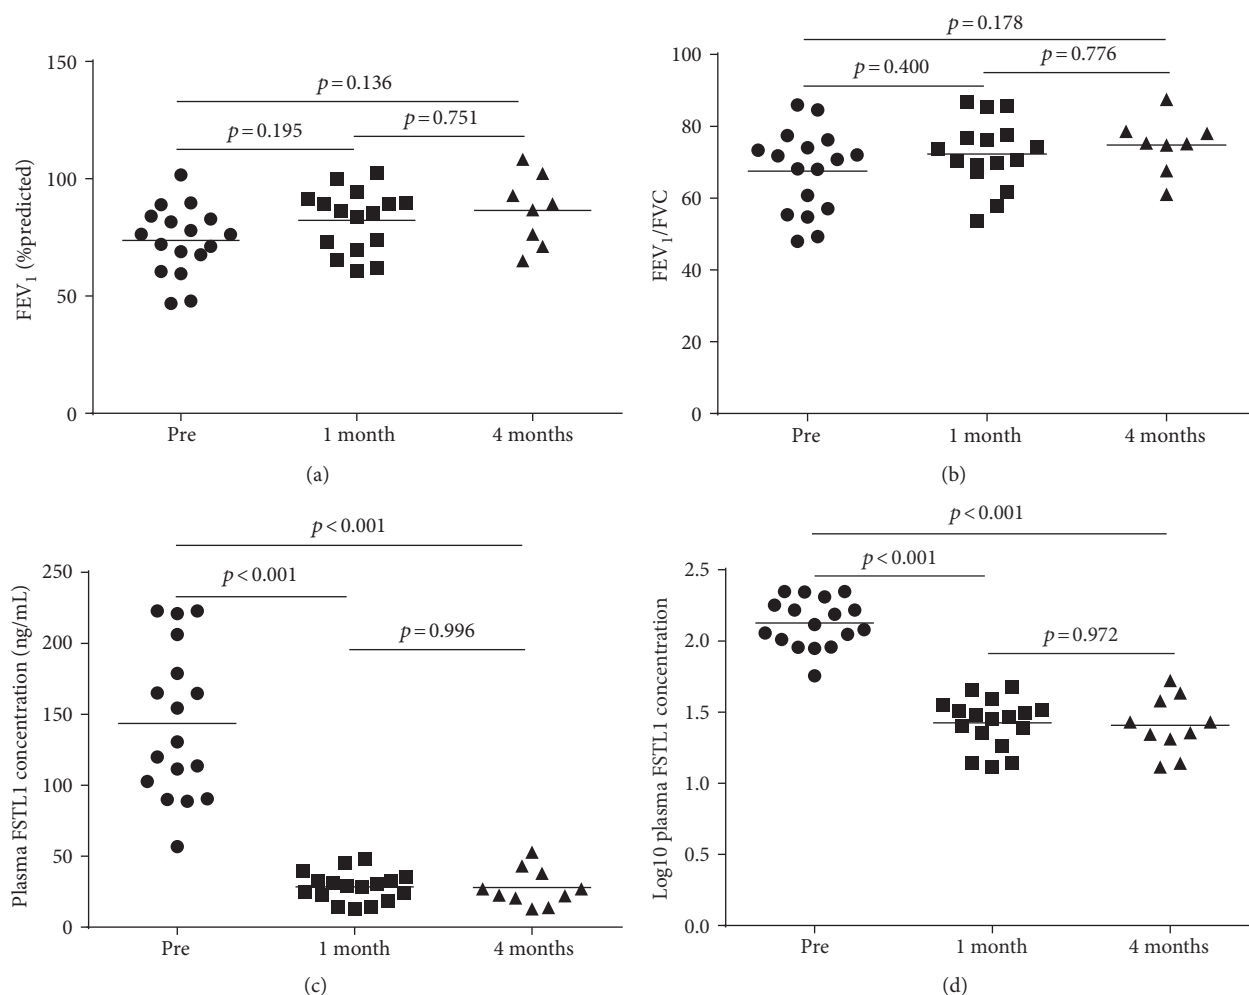 p = 0.136
p = 0.195
p = 0.751
FEV₁ (%predicted)
150
100
50
0
Pre
1 month
4 months
(a)
p = 0.178
p = 0.400
p = 0.776
FEV₁/FVC
100
80
60
40
20
0
Pre
1 month
4 months
(b)
p < 0.001
p < 0.001
p = 0.996
Plasma FSTL1 concentration (ng/mL)
250
200
150
100
50
0
Pre
1 month
4 months
(c)
p < 0.001
p < 0.001
p = 0.972
Log10 plasma FSTL1 concentration
2.5
2.0
1.5
1.0
0.5
0.0
Pre
1 month
4 months
(d)